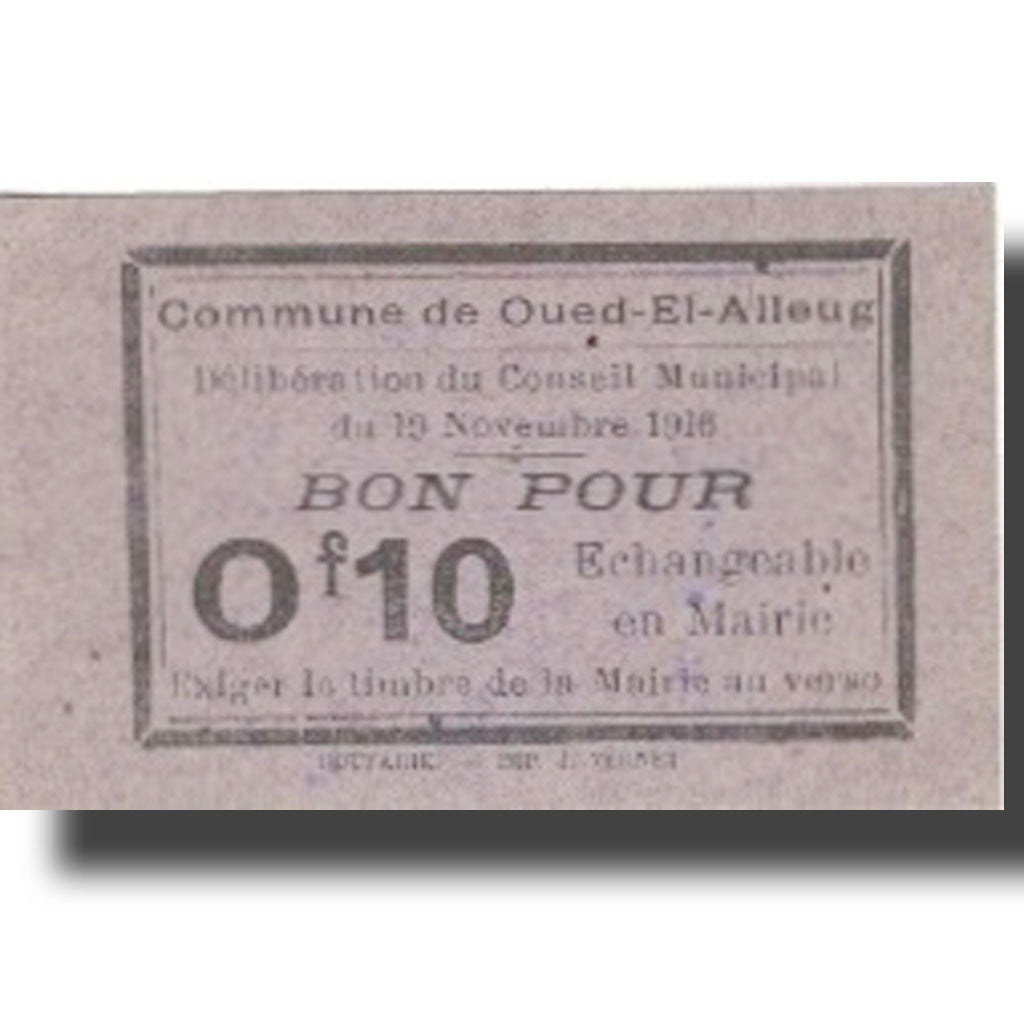 Commune de Oued-El-Alleug
Délibération du Conseil Municipal
du 19 Novembre 1916
BON POUR
0f10 Echangeable
en Mairie
Exiger le timbre de la Mairie au verso
IMP.